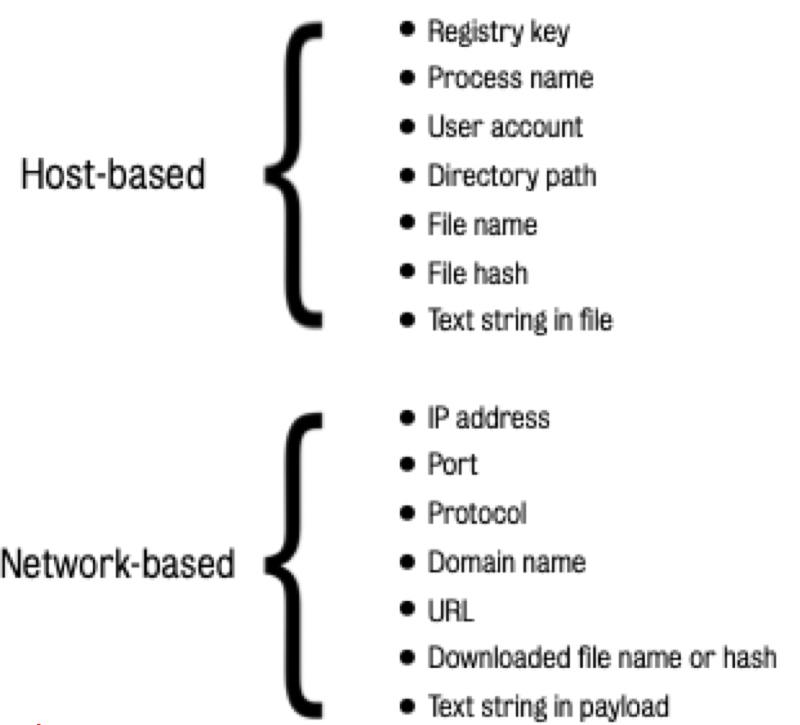 Host-based
• Registry key
• Process name
• User account
• Directory path
• File name
• File hash
• Text string in file
Network-based
• IP address
• Port
• Protocol
• Domain name
• URL
• Downloaded file name or hash
• Text string in payload